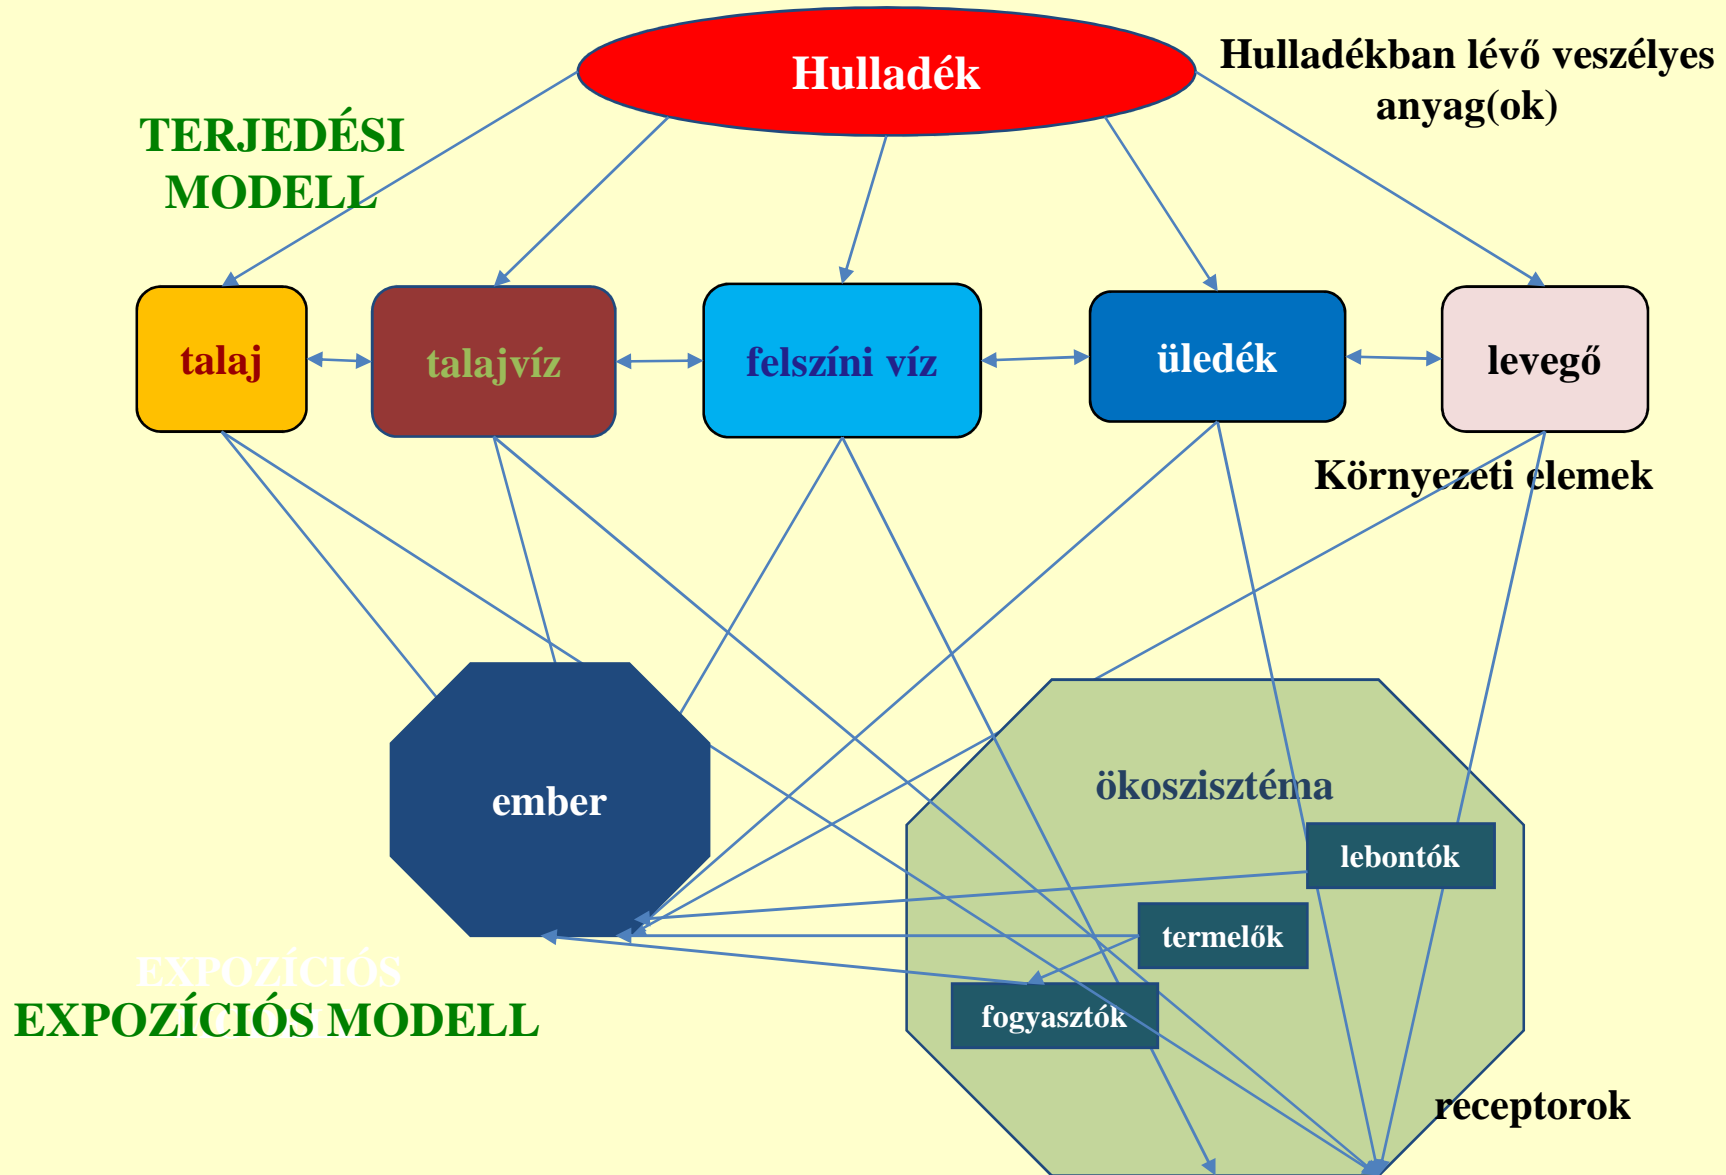 Hulladék
Hulladékban lévő veszélyes
anyag(ok)
TERJEDÉSI
MODELL
talaj
talajvíz
felszíni víz
üledék
levegő
Környezeti elemek
ember
ökoszisztéma
lebontók
termelők
fogyasztók
EXPOZÍCIÓS
EXPOZÍCIÓS MODELL
receptorok